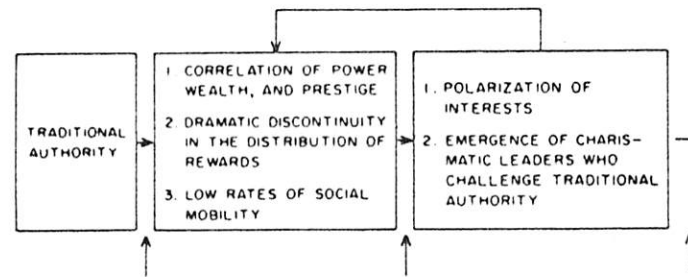 TRADITIONAL
AUTHORITY
1. CORRELATION OF POWER
WEALTH, AND PRESTIGE
2. DRAMATIC DISCONTINUITY
IN THE DISTRIBUTION OF
REWARDS
3. LOW RATES OF SOCIAL
MOBILITY
1. POLARIZATION OF
INTERESTS
2. EMERGENCE OF CHARIS-
MATIC LEADERS WHO
CHALLENGE TRADITIONAL
AUTHORITY